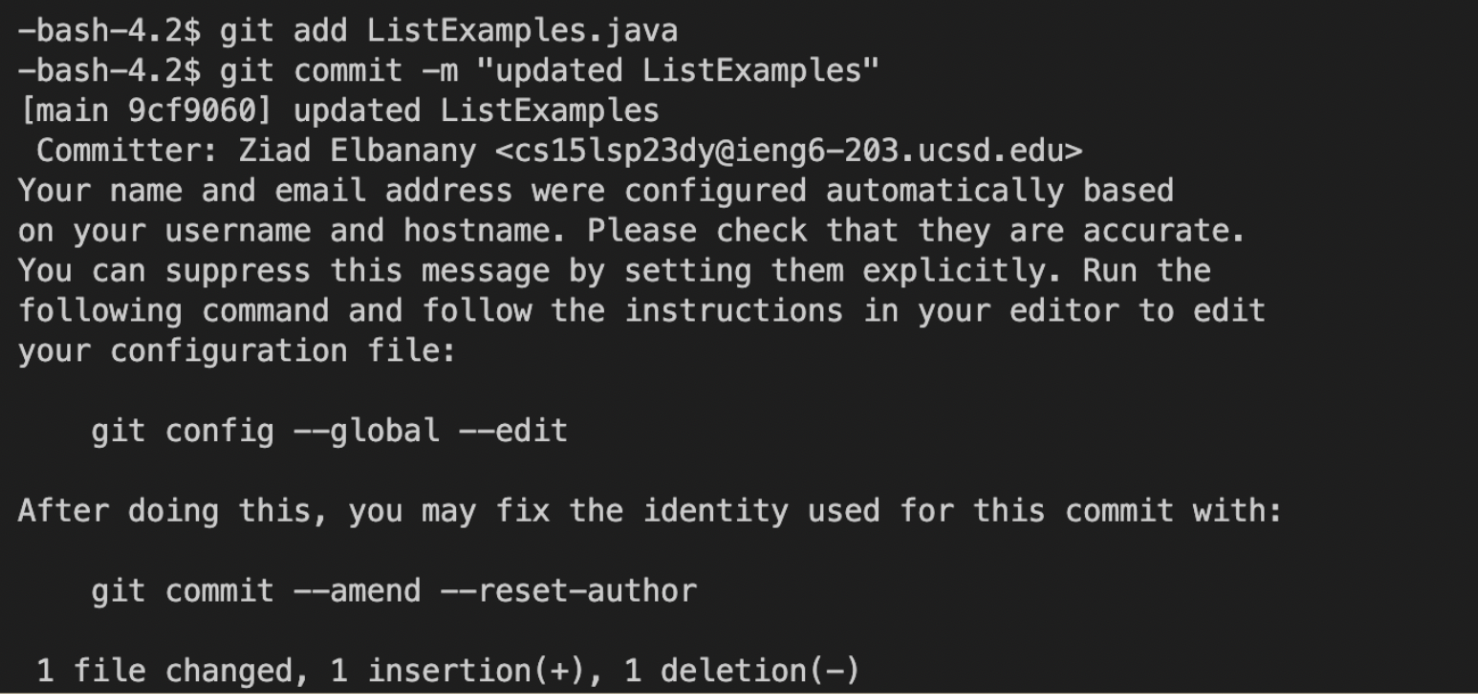 -bash-4.2$ git add ListExamples.java
-bash-4.2$ git commit -m "updated ListExamples"
[main 9cf9060] updated ListExamples
 Committer: Ziad Elbanany <cs15lsp23dy@ieng6-203.ucsd.edu>
Your name and email address were configured automatically based
on your username and hostname. Please check that they are accurate.
You can suppress this message by setting them explicitly. Run the
following command and follow the instructions in your editor to edit
your configuration file:

    git config --global --edit

After doing this, you may fix the identity used for this commit with:

    git commit --amend --reset-author

 1 file changed, 1 insertion(+), 1 deletion(-)